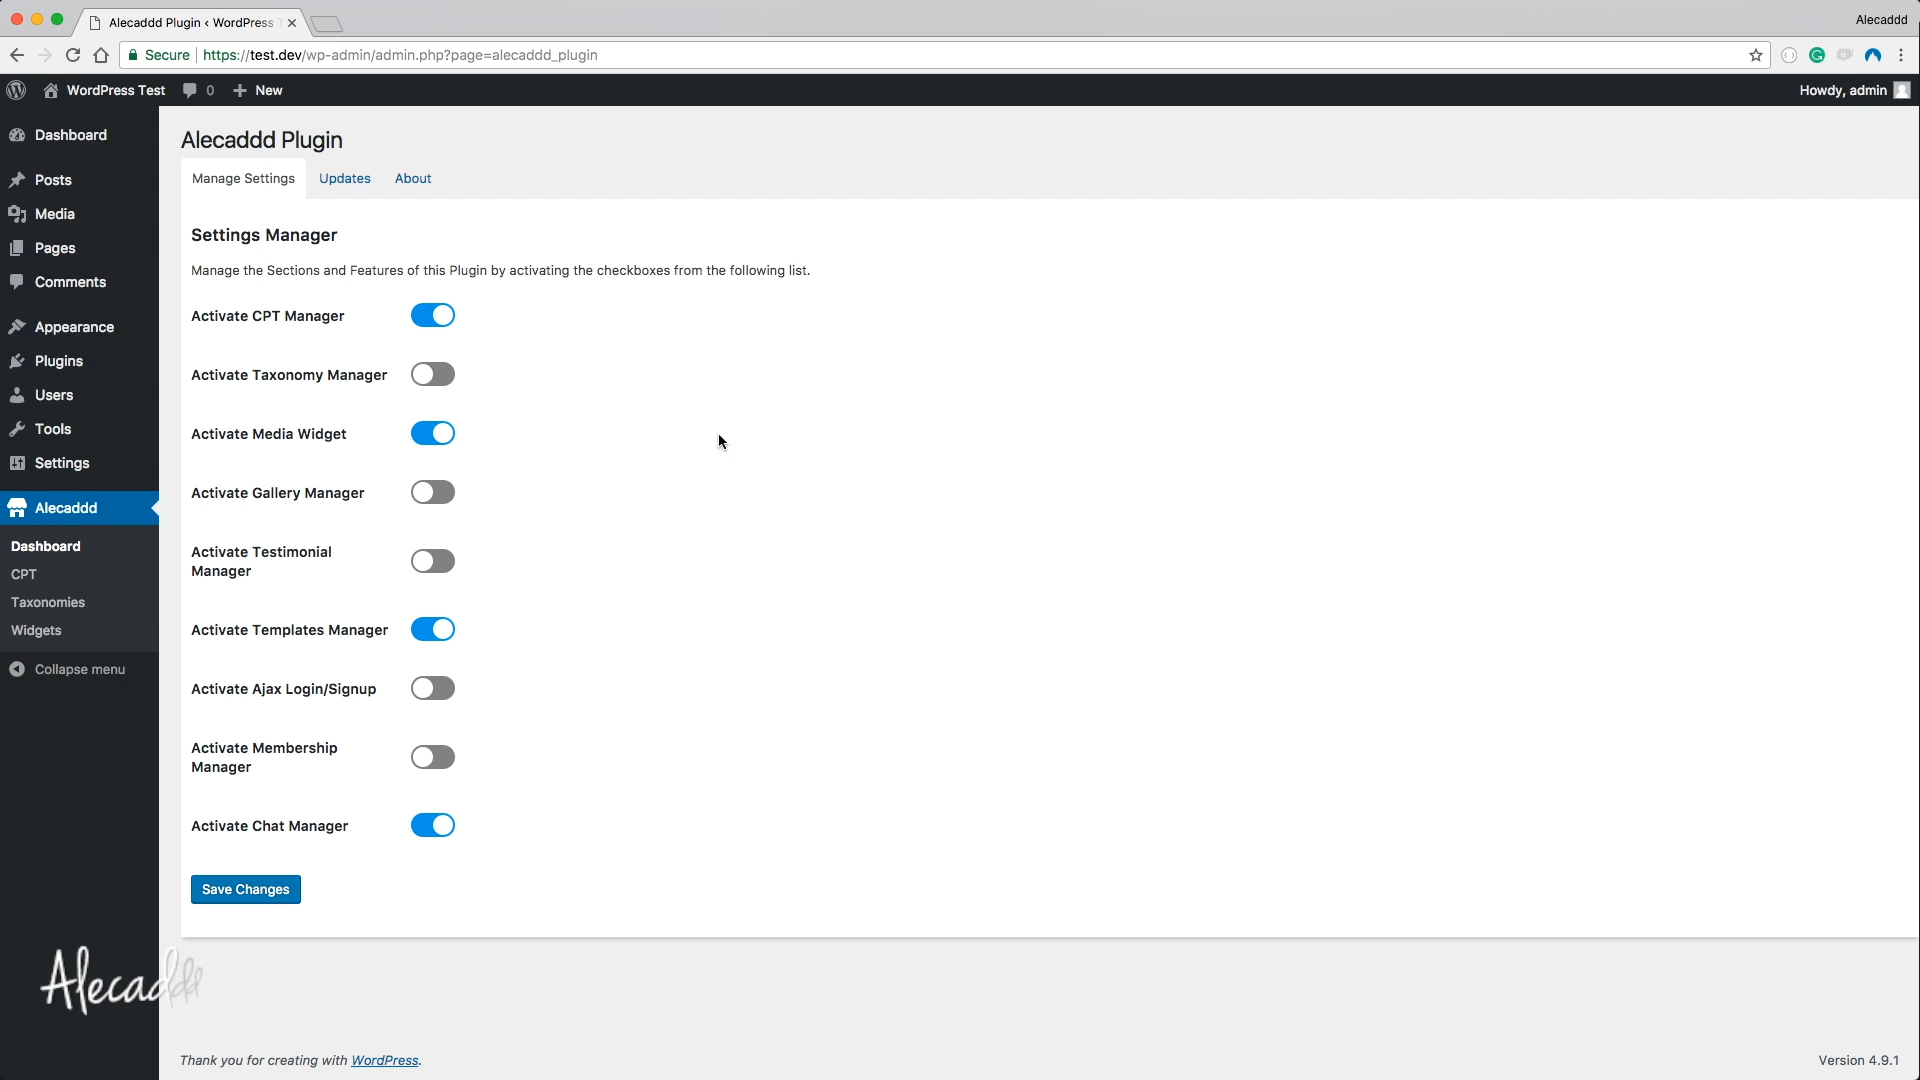 Alecaddd Plugin ‹ WordPress
Alecaddd
Secure https://test.dev/wp-admin/admin.php?page=alecaddd_plugin
WordPress Test 0 New
Howdy, admin
Dashboard
Posts
Media
Pages
Comments
Appearance
Plugins
Users
Tools
Settings
Alecaddd
Dashboard
CPT
Taxonomies
Widgets
Collapse menu
Alecaddd Plugin
Manage Settings Updates About
Settings Manager
Manage the Sections and Features of this Plugin by activating the checkboxes from the following list.
Activate CPT Manager
Activate Taxonomy Manager
Activate Media Widget
Activate Gallery Manager
Activate Testimonial
Manager
Activate Templates Manager
Activate Ajax Login/Signup
Activate Membership
Manager
Activate Chat Manager
Save Changes
Alecaddd
Thank you for creating with WordPress.
Version 4.9.1